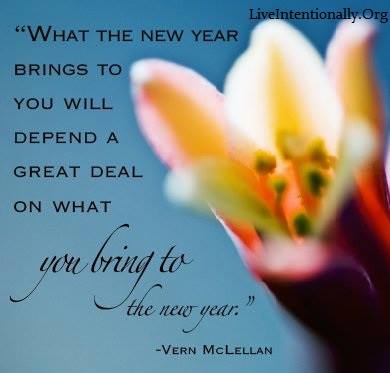 LiveIntentionally.Org
“What the new year
brings to
you will
depend a
great deal
on what
you bring to
the new year.”
-Vern McLellan